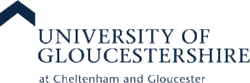 UNIVERSITY OF
GLOUCESTERSHIRE
at Cheltenham and Gloucester